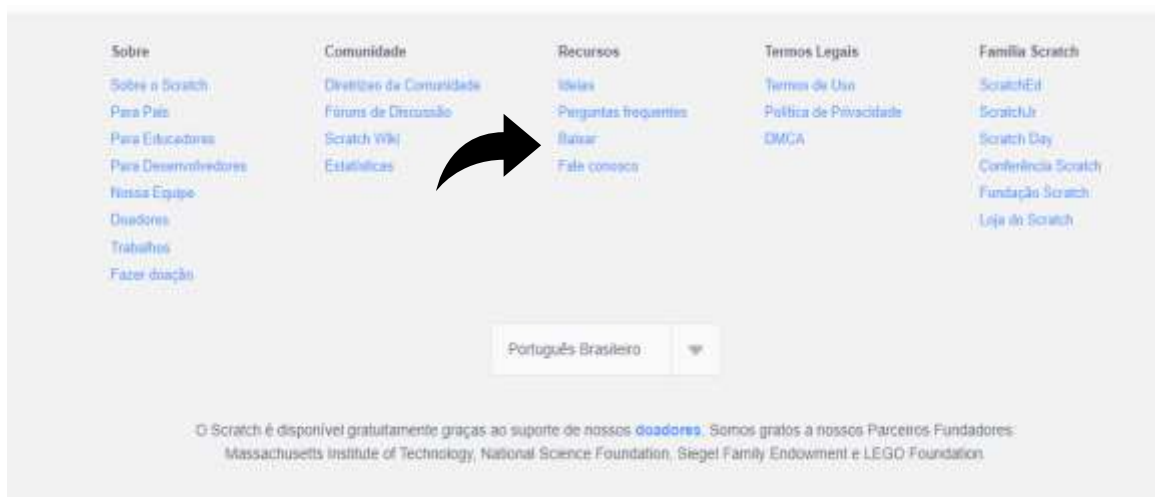 Sobre
Sobre o Scratch
Para Pais
Para Educadores
Para Desenvolvedores
Nossa Equipe
Doadores
Trabalhos
Fazer doação
Comunidade
Diretrizes da Comunidade
Fóruns de Discussão
Scratch Wiki
Estatísticas
Recursos
Ideias
Perguntas frequentes
Baixar
Fale conosco
Termos Legais
Termos de Uso
Política de Privacidade
DMCA
Família Scratch
ScratchEd
ScratchJr
Scratch Day
Conferência Scratch
Fundação Scratch
Loja do Scratch
Português Brasileiro
O Scratch é disponível gratuitamente graças ao suporte de nossos doadores. Somos gratos a nossos Parceiros Fundadores:
Massachusetts Institute of Technology, National Science Foundation, Siegel Family Endowment e LEGO Foundation.